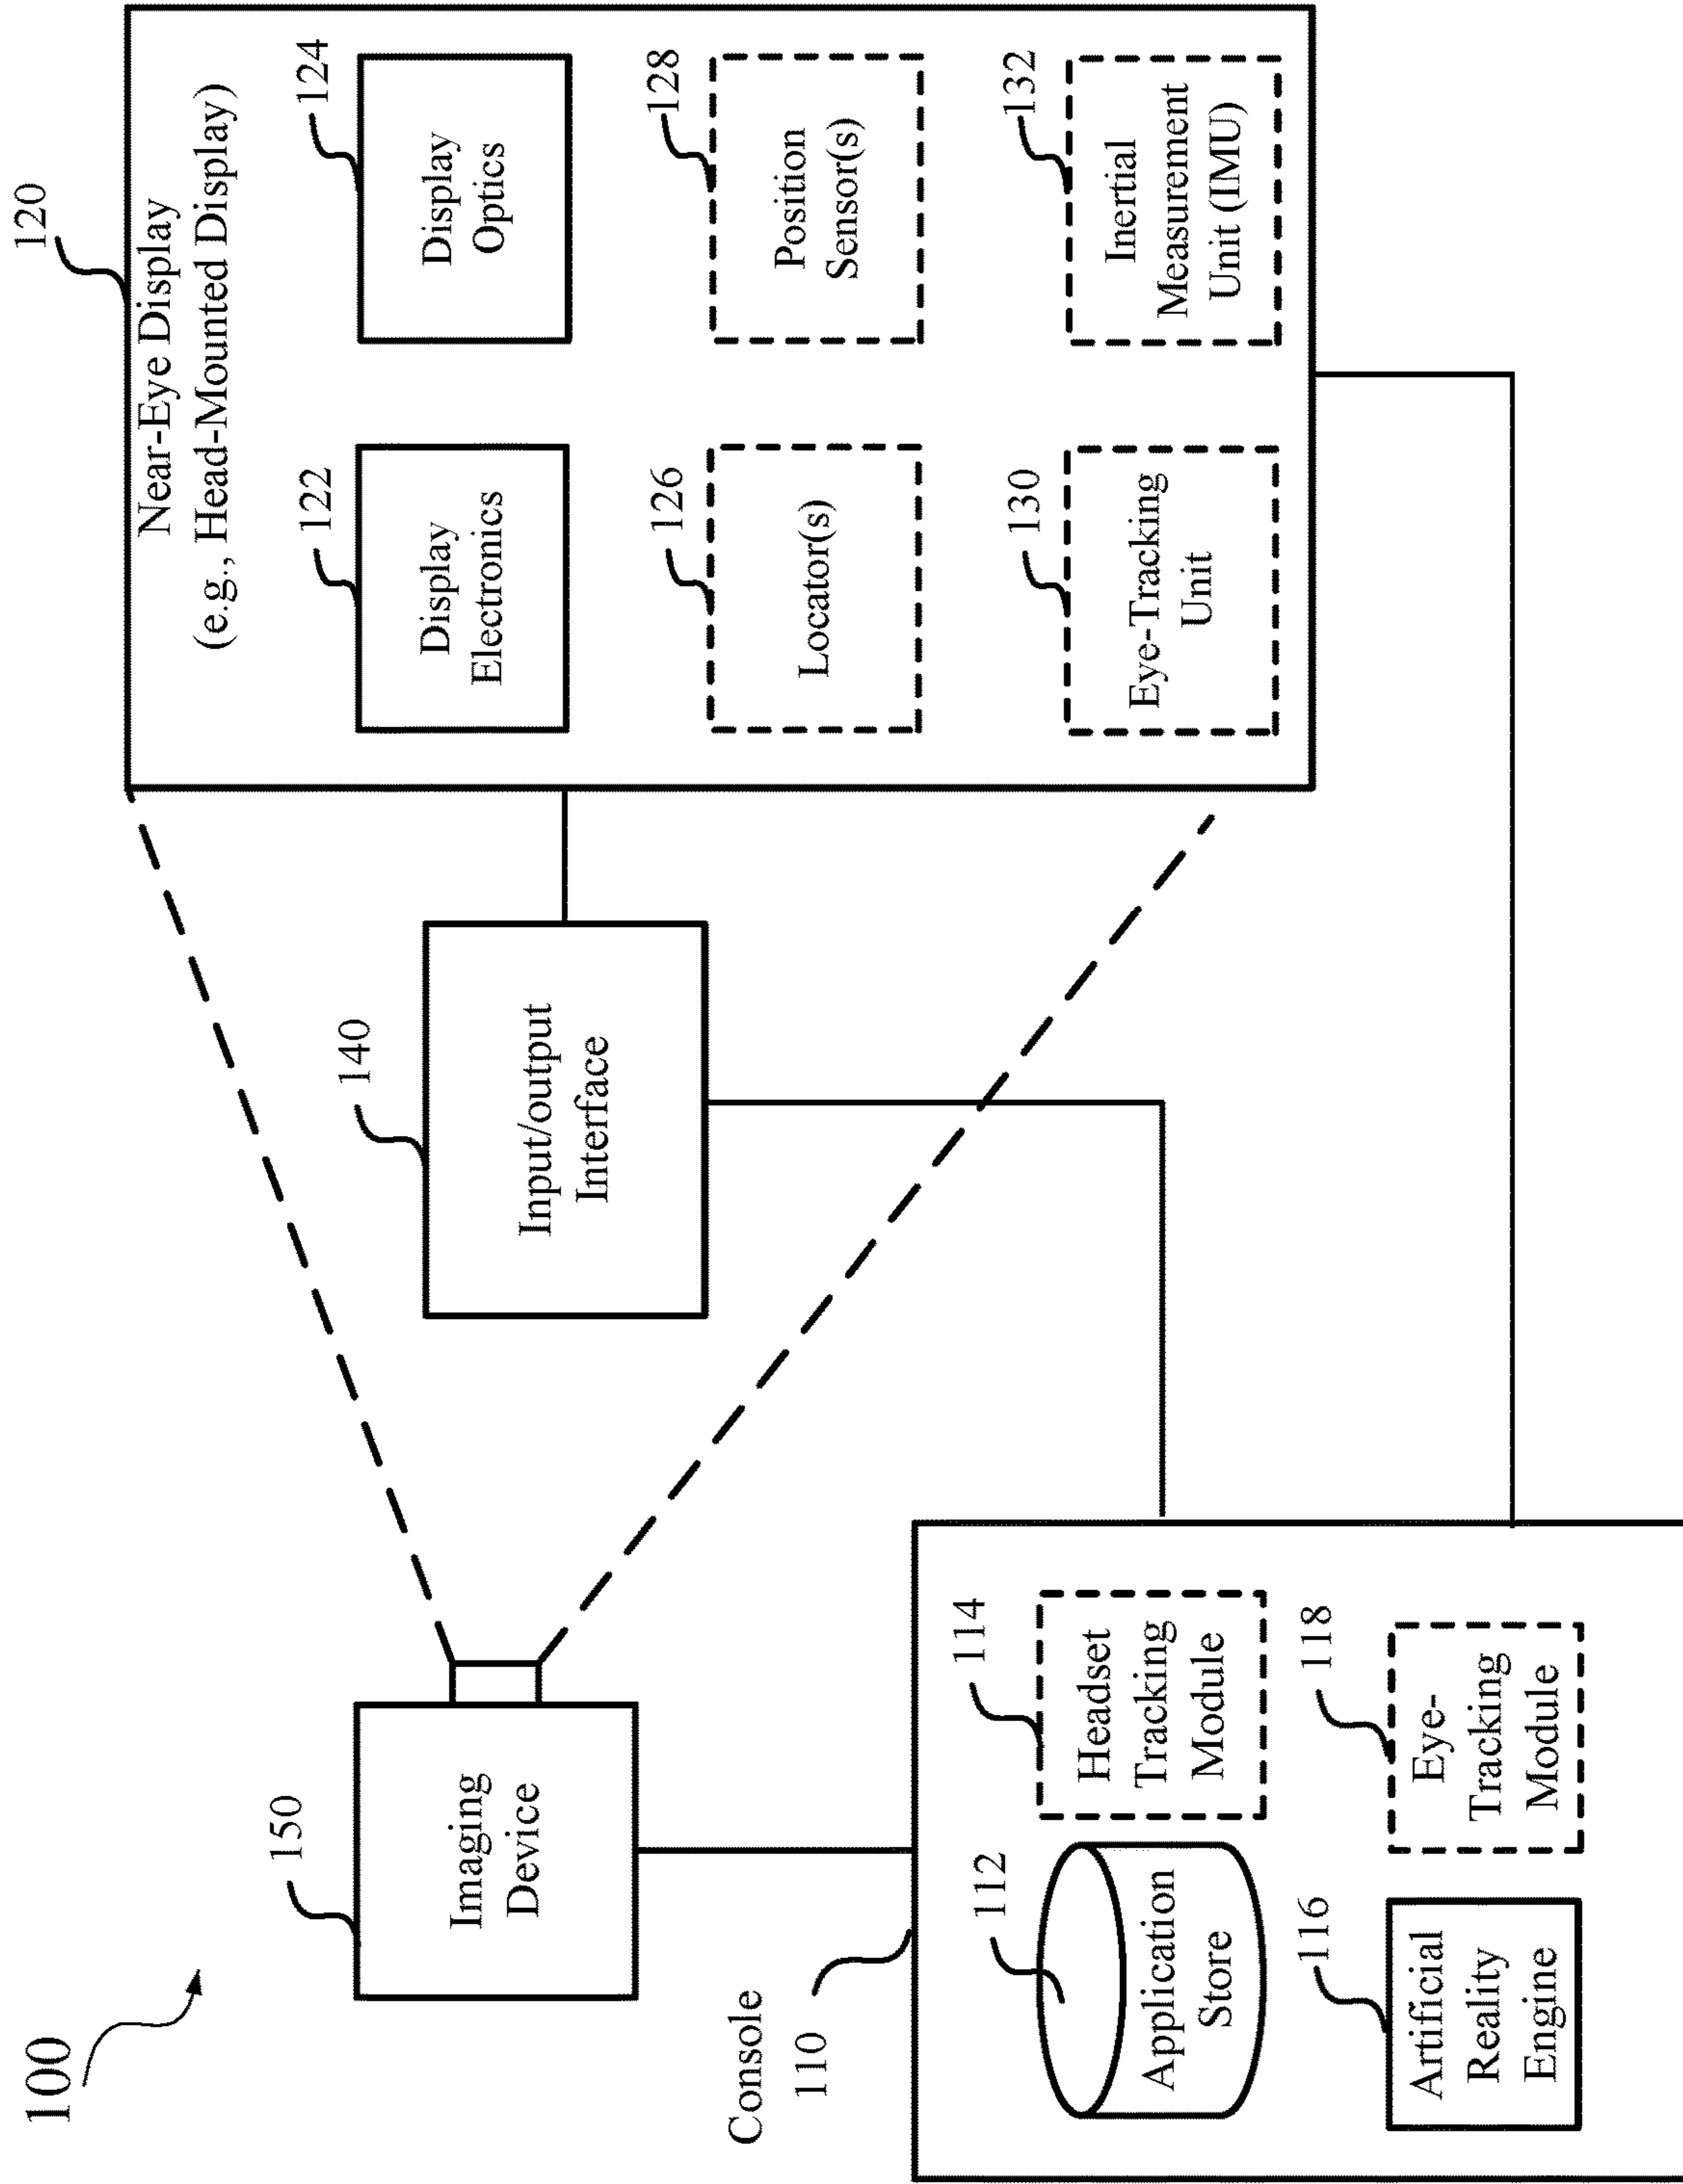 100
150
Imaging
Device
140
Input/output
Interface
120
Near-Eye Display
(e.g., Head-Mounted Display)
122
Display
Electronics
124
Display
Optics
126
Locator(s)
128
Position
Sensor(s)
130
Eye-Tracking
Unit
132
Inertial
Measurement
Unit (IMU)
Console
110
112
Application
Store
114
Headset
Tracking
Module
116
Artificial
Reality
Engine
118
Eye-
Tracking
Module